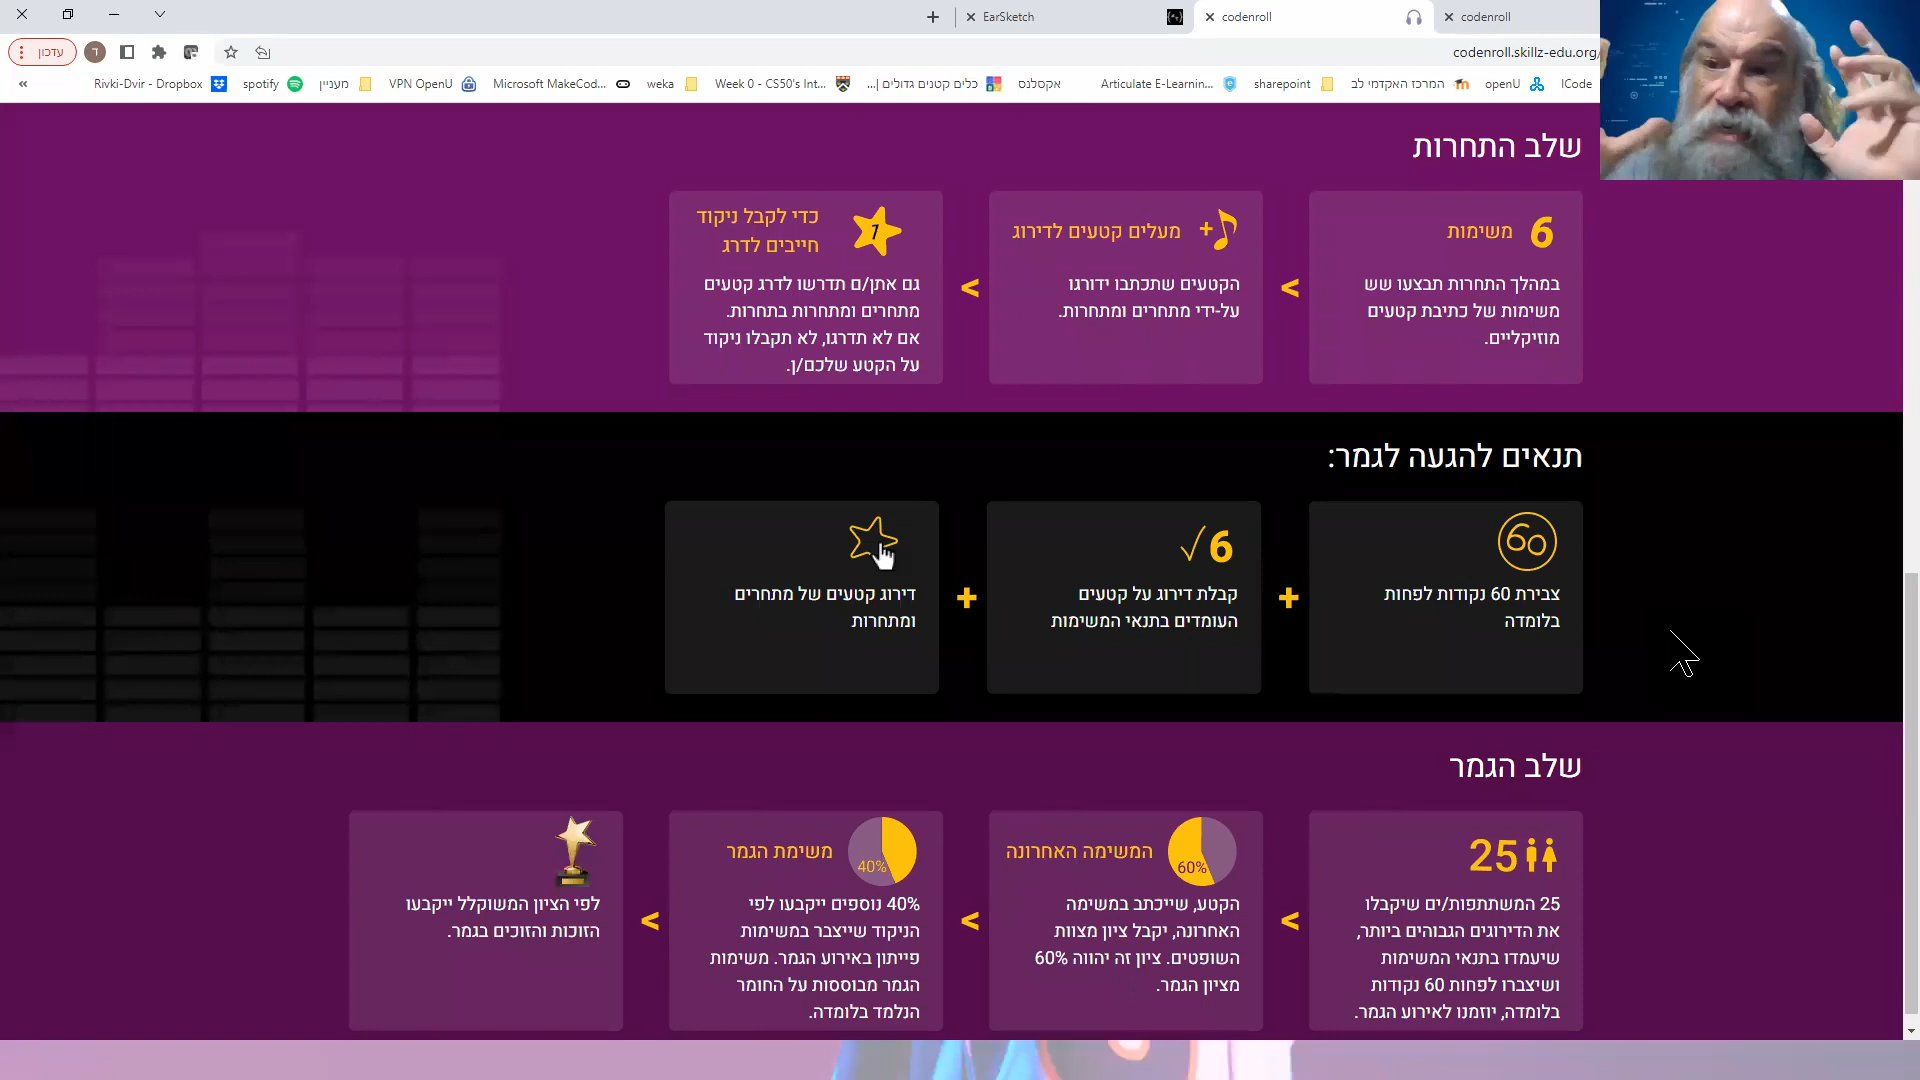 EarSketch
codenroll
codenroll
עדכון
ד
codenroll.skillz-edu.org/
Rivki-Dvir - Dropbox
spotify
מעניין
VPN OpenU
Microsoft MakeCod...
weka
Week 0 - CS50's Int...
כלים קטנים גדולים |...
אקסלנס
Articulate E-Learnin...
sharepoint
המרכז האקדמי לב
openU
ICode
שלב התחרות
6 משימות
במהלך התחרות תבצעו שש
משימות של כתיבת קטעים
מוזיקליים.
<
+
מעלים קטעים לדירוג
הקטעים שתכתבו ידורגו
על-ידי מתחרים ומתחרות.
<
1
כדי לקבל ניקוד
חייבים לדרג
גם אתן/ם תדרשו לדרג קטעים
מתחרים ומתחרות בתחרות.
אם לא תדרגו, לא תקבלו ניקוד
על הקטע שלכם/ן.
תנאים להגעה לגמר:
60
צבירת 60 נקודות לפחות
בלומדה
+
√6
קבלת דירוג על קטעים
העומדים בתנאי המשימות
+
דירוג קטעים של מתחרים
ומתחרות
שלב הגמר
25
25 המשתתפות/ים שיקבלו
את הדירוגים הגבוהים ביותר,
שיעמדו בתנאי המשימות
ושיצברו לפחות 60 נקודות
בלומדה, יוזמנו לאירוע הגמר.
<
60%
המשימה האחרונה
הקטע, שייכתב במשימה
האחרונה, יקבל ציון מצוות
השופטים. ציון זה יהווה 60%
מציון הגמר.
<
40%
משימת הגמר
40% נוספים ייקבעו לפי
הניקוד שייצבר במשימות
פייתון באירוע הגמר. משימות
הגמר מבוססות על החומר
הנלמד בלומדה.
<
לפי הציון המשוקלל ייקבעו
הזוכות והזוכים בגמר.